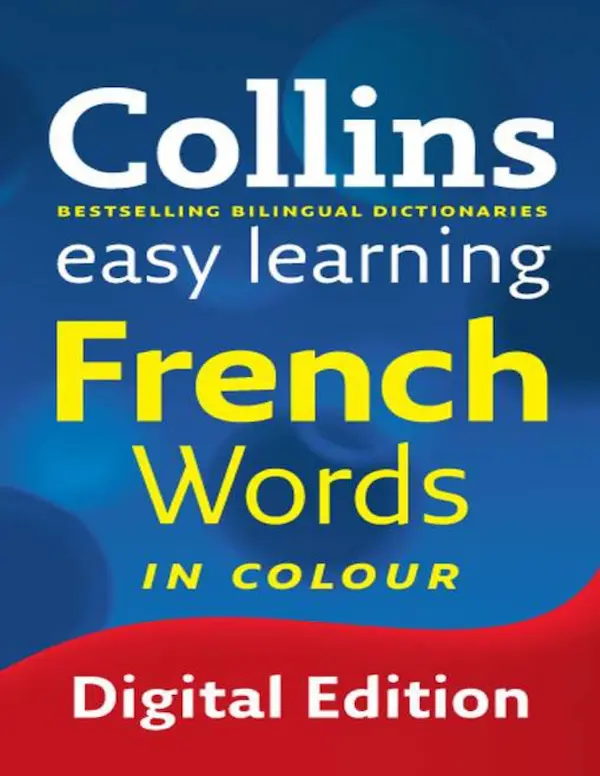 Collins
BESTSELLING BILINGUAL DICTIONARIES
easy learning
French
Words
IN COLOUR
Digital Edition